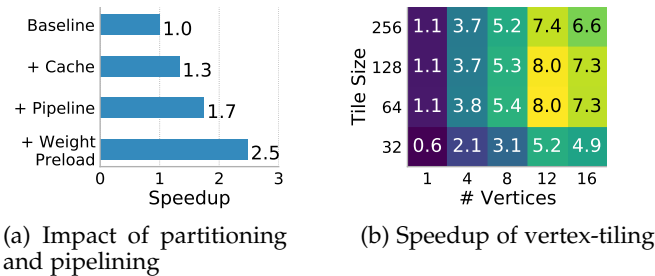 Baseline 1.0
+ Cache 1.3
+ Pipeline 1.7
+ Weight
Preload 2.5
0 1 2 3
Speedup
(a) Impact of partitioning
and pipelining
Tile Size
256 1.1 3.7 5.2 7.4 6.6
128 1.1 3.7 5.3 8.0 7.3
64 1.1 3.8 5.4 8.0 7.3
32 0.6 2.1 3.1 5.2 4.9
1 4 8 12 16
# Vertices
(b) Speedup of vertex-tiling